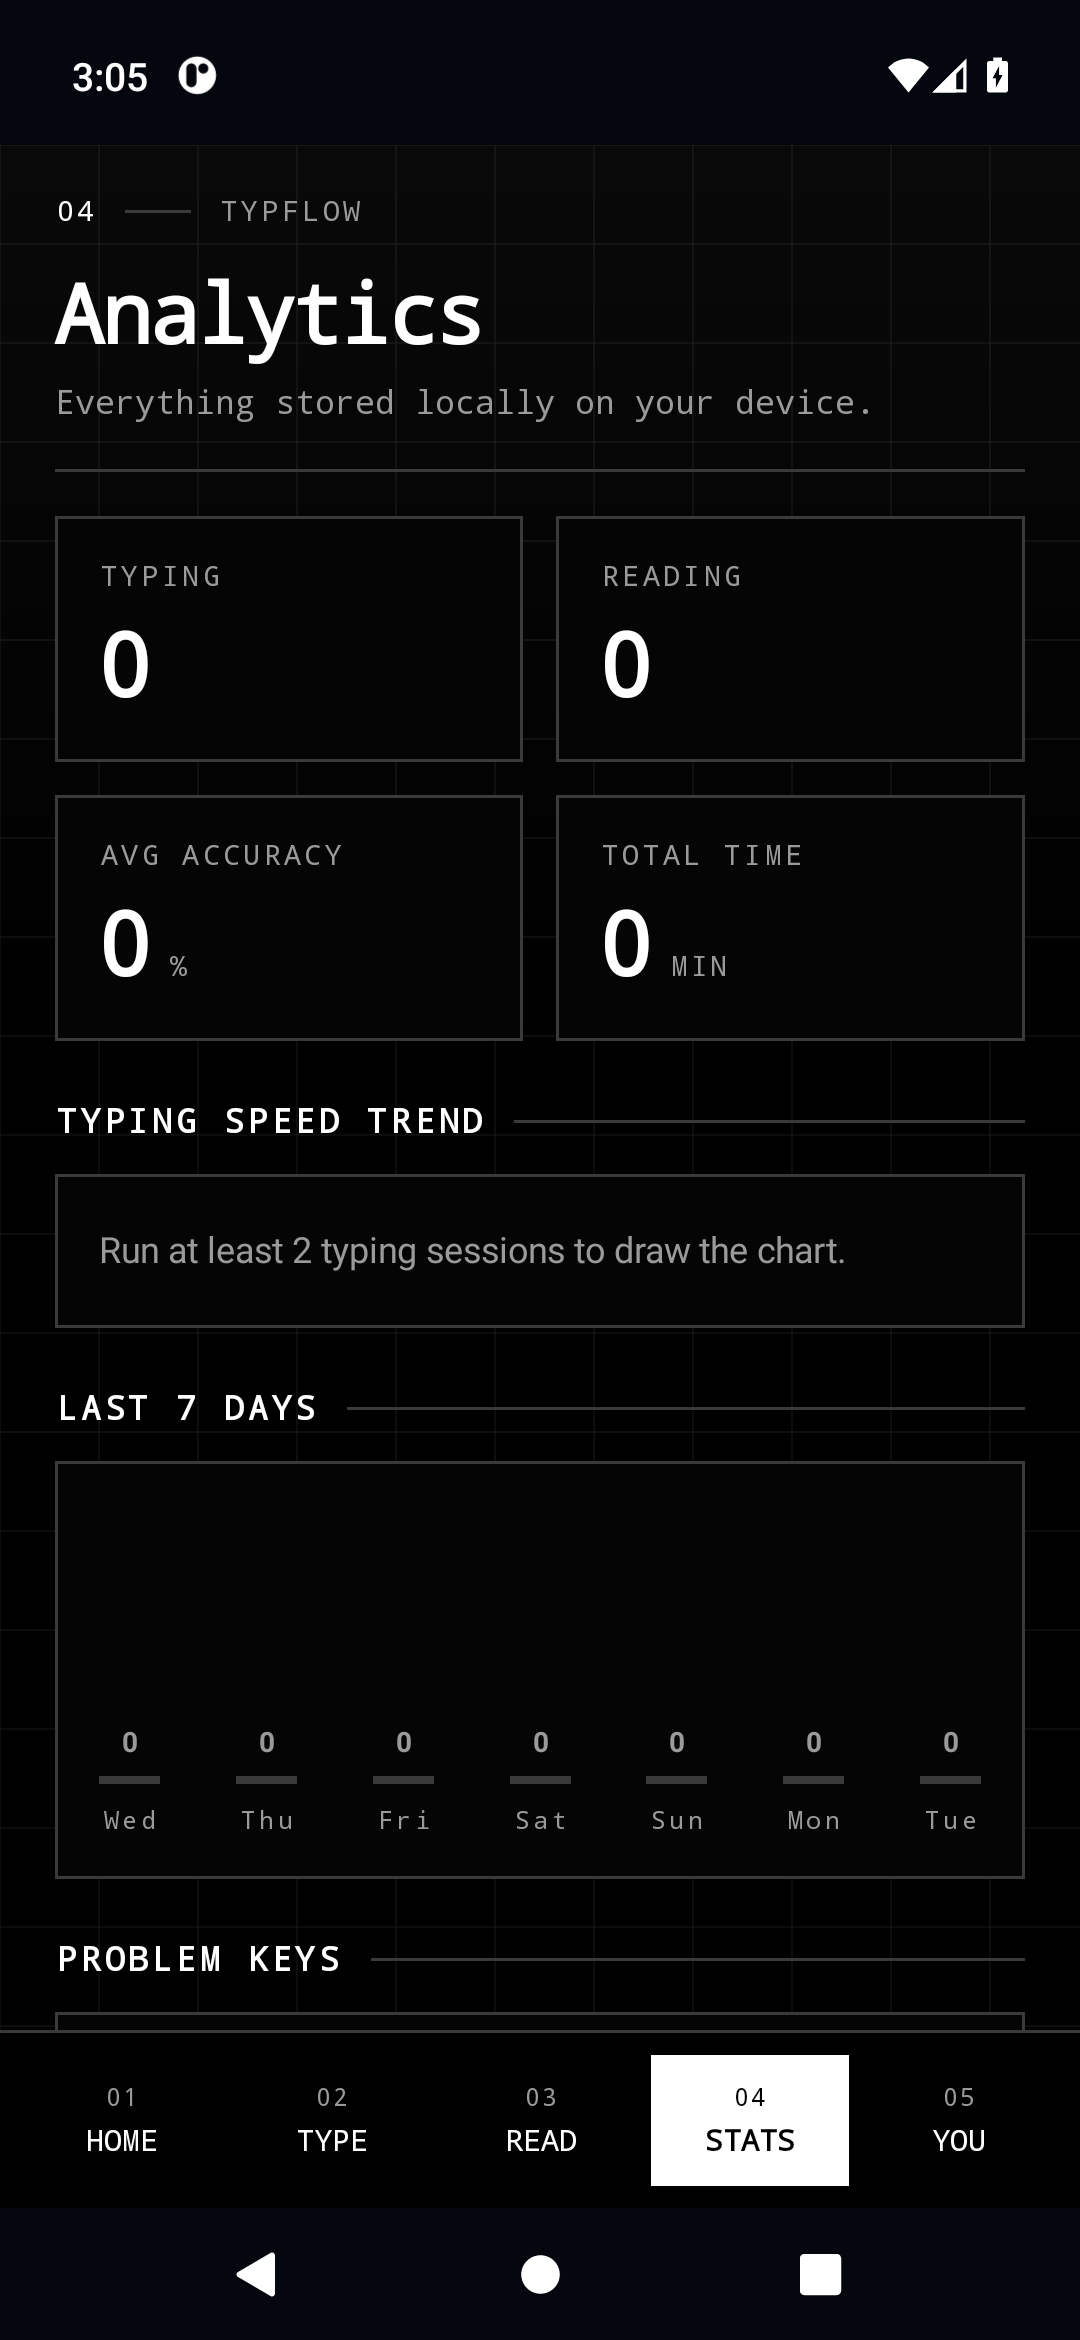 3:05
04 TYPFLOW
Analytics
Everything stored locally on your device.
TYPING READING
0 0
AVG ACCURACY TOTAL TIME
0 % 0 MIN
TYPING SPEED TREND
Run at least 2 typing sessions to draw the chart.
LAST 7 DAYS
0 0 0 0 0 0 0
Wed Thu Fri Sat Sun Mon Tue
PROBLEM KEYS
01 02 03 04 05
HOME TYPE READ STATS YOU